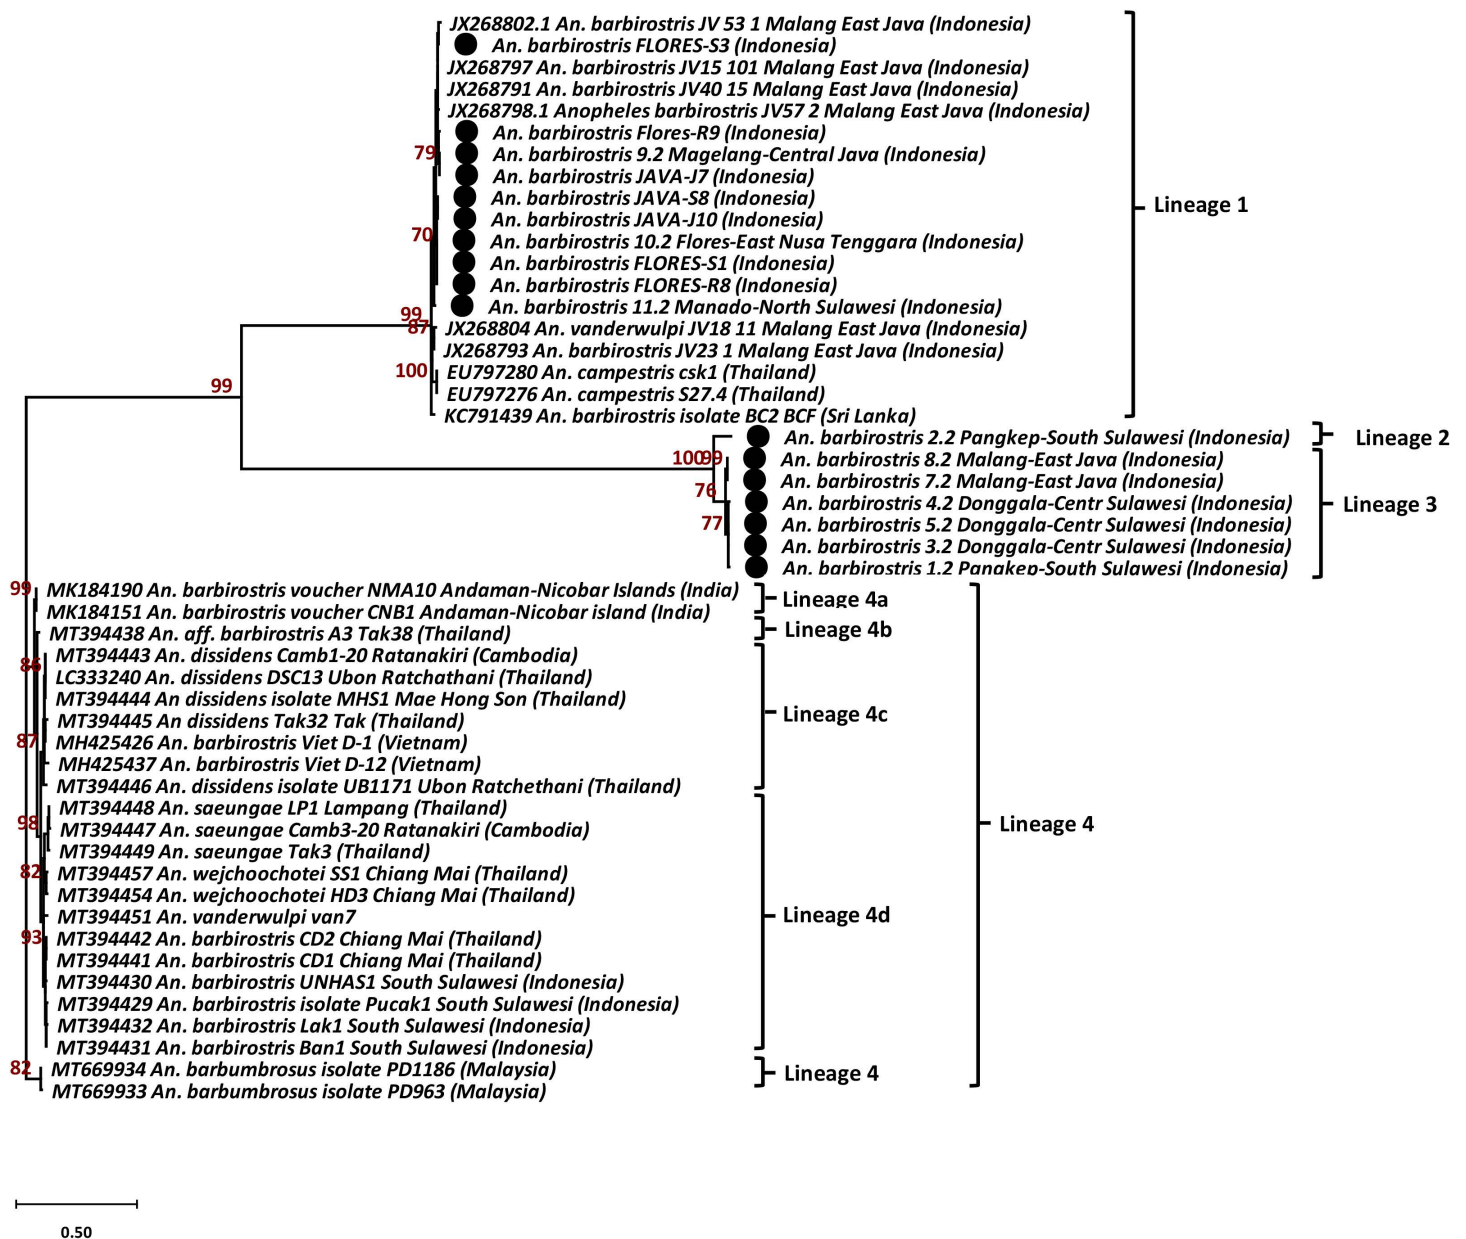 JX268802.1 An. barbirostris JV 53 1 Malang East Java (Indonesia)
An. barbirostris FLORES-S3 (Indonesia)
JX268797 An. barbirostris JV15 101 Malang East Java (Indonesia)
JX268791 An. barbirostris JV40 15 Malang East Java (Indonesia)
JX268798.1 Anopheles barbirostris JV57 2 Malang East Java (Indonesia)
An. barbirostris Flores-R9 (Indonesia)
79
An. barbirostris 9.2 Magelang-Central Java (Indonesia)
An. barbirostris JAVA-J7 (Indonesia)
An. barbirostris JAVA-S8 (Indonesia)
Lineage 1
An. barbirostris JAVA-J10 (Indonesia)
70
An. barbirostris 10.2 Flores-East Nusa Tenggara (Indonesia)
An. barbirostris FLORES-S1 (Indonesia)
An. barbirostris FLORES-R8 (Indonesia)
An. barbirostris 11.2 Manado-North Sulawesi (Indonesia)
99
87
JX268804 An. vanderwulpi JV18 11 Malang East Java (Indonesia)
JX268793 An. barbirostris JV23 1 Malang East Java (Indonesia)
100
EU797280 An. campestris csk1 (Thailand)
99
EU797276 An. campestris S27.4 (Thailand)
KC791439 An. barbirostris isolate BC2 BCF (Sri Lanka)
An. barbirostris 2.2 Pangkep-South Sulawesi (Indonesia)
Lineage 2
100
99
An. barbirostris 8.2 Malang-East Java (Indonesia)
An. barbirostris 7.2 Malang-East Java (Indonesia)
76
An. barbirostris 4.2 Donggala-Centr Sulawesi (Indonesia)
Lineage 3
77
An. barbirostris 5.2 Donggala-Centr Sulawesi (Indonesia)
An. barbirostris 3.2 Donggala-Centr Sulawesi (Indonesia)
An. barbirostris 1.2 Pangkep-South Sulawesi (Indonesia)
99
MK184190 An. barbirostris voucher NMA10 Andaman-Nicobar Islands (India)
Lineage 4a
MK184151 An. barbirostris voucher CNB1 Andaman-Nicobar island (India)
MT394438 An. aff. barbirostris A3 Tak38 (Thailand)
Lineage 4b
MT394443 An. dissidens Camb1-20 Ratanakiri (Cambodia)
86
LC333240 An. dissidens DSC13 Ubon Ratchathani (Thailand)
MT394444 An dissidens isolate MHS1 Mae Hong Son (Thailand)
MT394445 An dissidens Tak32 Tak (Thailand)
Lineage 4c
87
MH425426 An. barbirostris Viet D-1 (Vietnam)
MH425437 An. barbirostris Viet D-12 (Vietnam)
MT394446 An. dissidens isolate UB1171 Ubon Ratchethani (Thailand)
MT394448 An. saeungae LP1 Lampang (Thailand)
98
MT394447 An. saeungae Camb3-20 Ratanakiri (Cambodia)
Lineage 4
MT394449 An. saeungae Tak3 (Thailand)
82
MT394457 An. wejchoochotei SS1 Chiang Mai (Thailand)
MT394454 An. wejchoochotei HD3 Chiang Mai (Thailand)
MT394451 An. vanderwulpi van7
Lineage 4d
93
MT394442 An. barbirostris CD2 Chiang Mai (Thailand)
MT394441 An. barbirostris CD1 Chiang Mai (Thailand)
MT394430 An. barbirostris UNHAS1 South Sulawesi (Indonesia)
MT394429 An. barbirostris isolate Pucak1 South Sulawesi (Indonesia)
MT394432 An. barbirostris Lak1 South Sulawesi (Indonesia)
MT394431 An. barbirostris Ban1 South Sulawesi (Indonesia)
82
MT669934 An. barbumbrosus isolate PD1186 (Malaysia)
Lineage 4
MT669933 An. barbumbrosus isolate PD963 (Malaysia)
0.50